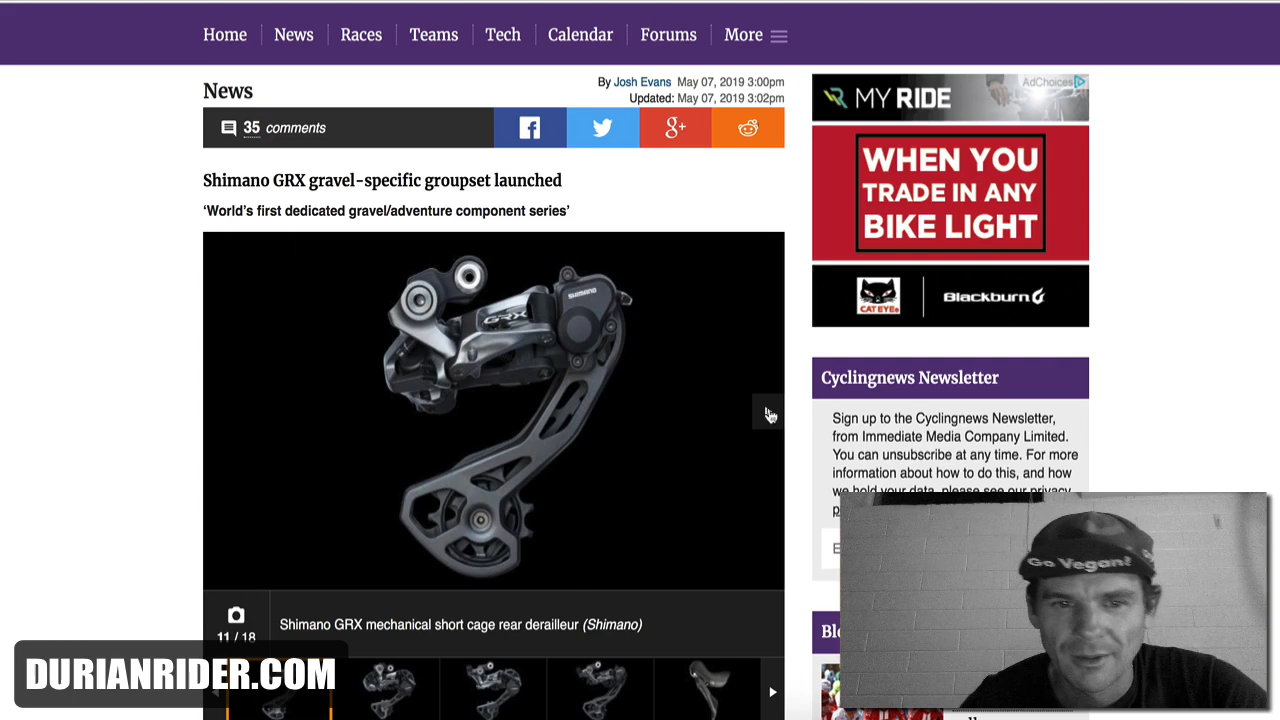 Home News Races Teams Tech Calendar Forums More
News
By Josh Evans May 07, 2019 3:00pm
Updated: May 07, 2019 3:02pm
35 comments
g+
Shimano GRX gravel-specific groupset launched
‘World's first dedicated gravel/adventure component series’
SHIMANO
GRX
11 / 18
Shimano GRX mechanical short cage rear derailleur (Shimano)
DURIANRIDER.COM
AdChoices
MY RIDE
WHEN YOU
TRADE IN ANY
BIKE LIGHT
CATEYE
Blackburn
Cyclingnews Newsletter
Sign up to the Cyclingnews Newsletter,
from Immediate Media Company Limited.
You can unsubscribe at any time. For more
information about how to do this, and how
we hold your data, please see our privacy
Go Vegan!